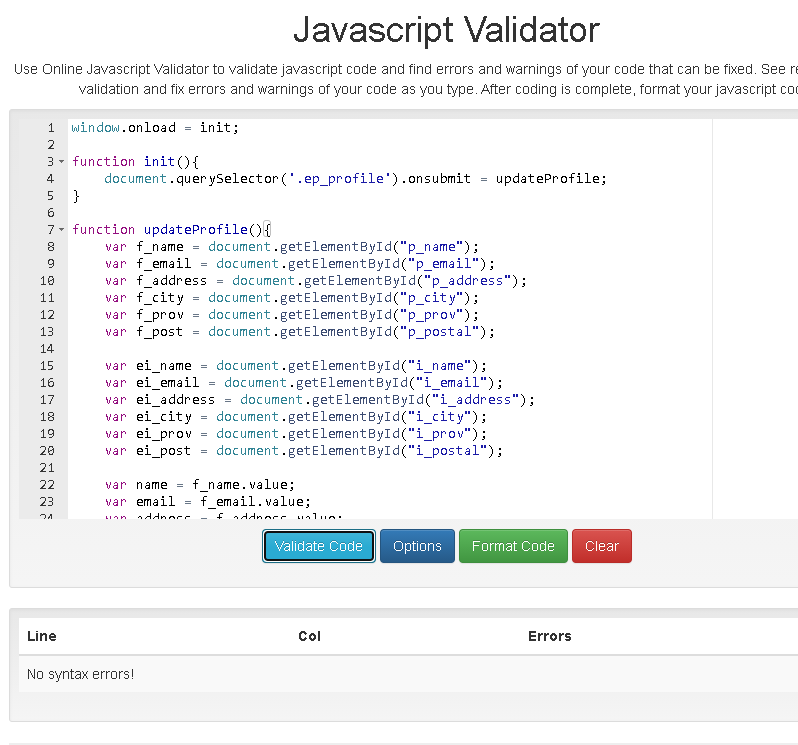 Javascript Validator
Use Online Javascript Validator to validate javascript code and find errors and warnings of your code that can be fixed. See
validation and fix errors and warnings of your code as you type. After coding is complete, format your javascript
1 window.onload = init;
2
3 function init(){
4     document.querySelector('.ep_profile').onsubmit = updateProfile;
5 }
6
7 function updateProfile(){
8     var f_name = document.getElementById("p_name");
9     var f_email = document.getElementById("p_email");
10     var f_address = document.getElementById("p_address");
11     var f_city = document.getElementById("p_city");
12     var f_prov = document.getElementById("p_prov");
13     var f_post = document.getElementById("p_postal");
14
15     var ei_name = document.getElementById("i_name");
16     var ei_email = document.getElementById("i_email");
17     var ei_address = document.getElementById("i_address");
18     var ei_city = document.getElementById("i_city");
19     var ei_prov = document.getElementById("i_prov");
20     var ei_post = document.getElementById("i_postal");
21
22     var name = f_name.value;
23     var email = f_email.value;
24     var address = f_address.value;
Validate Code Options Format Code Clear
Line Col Errors
No syntax errors!